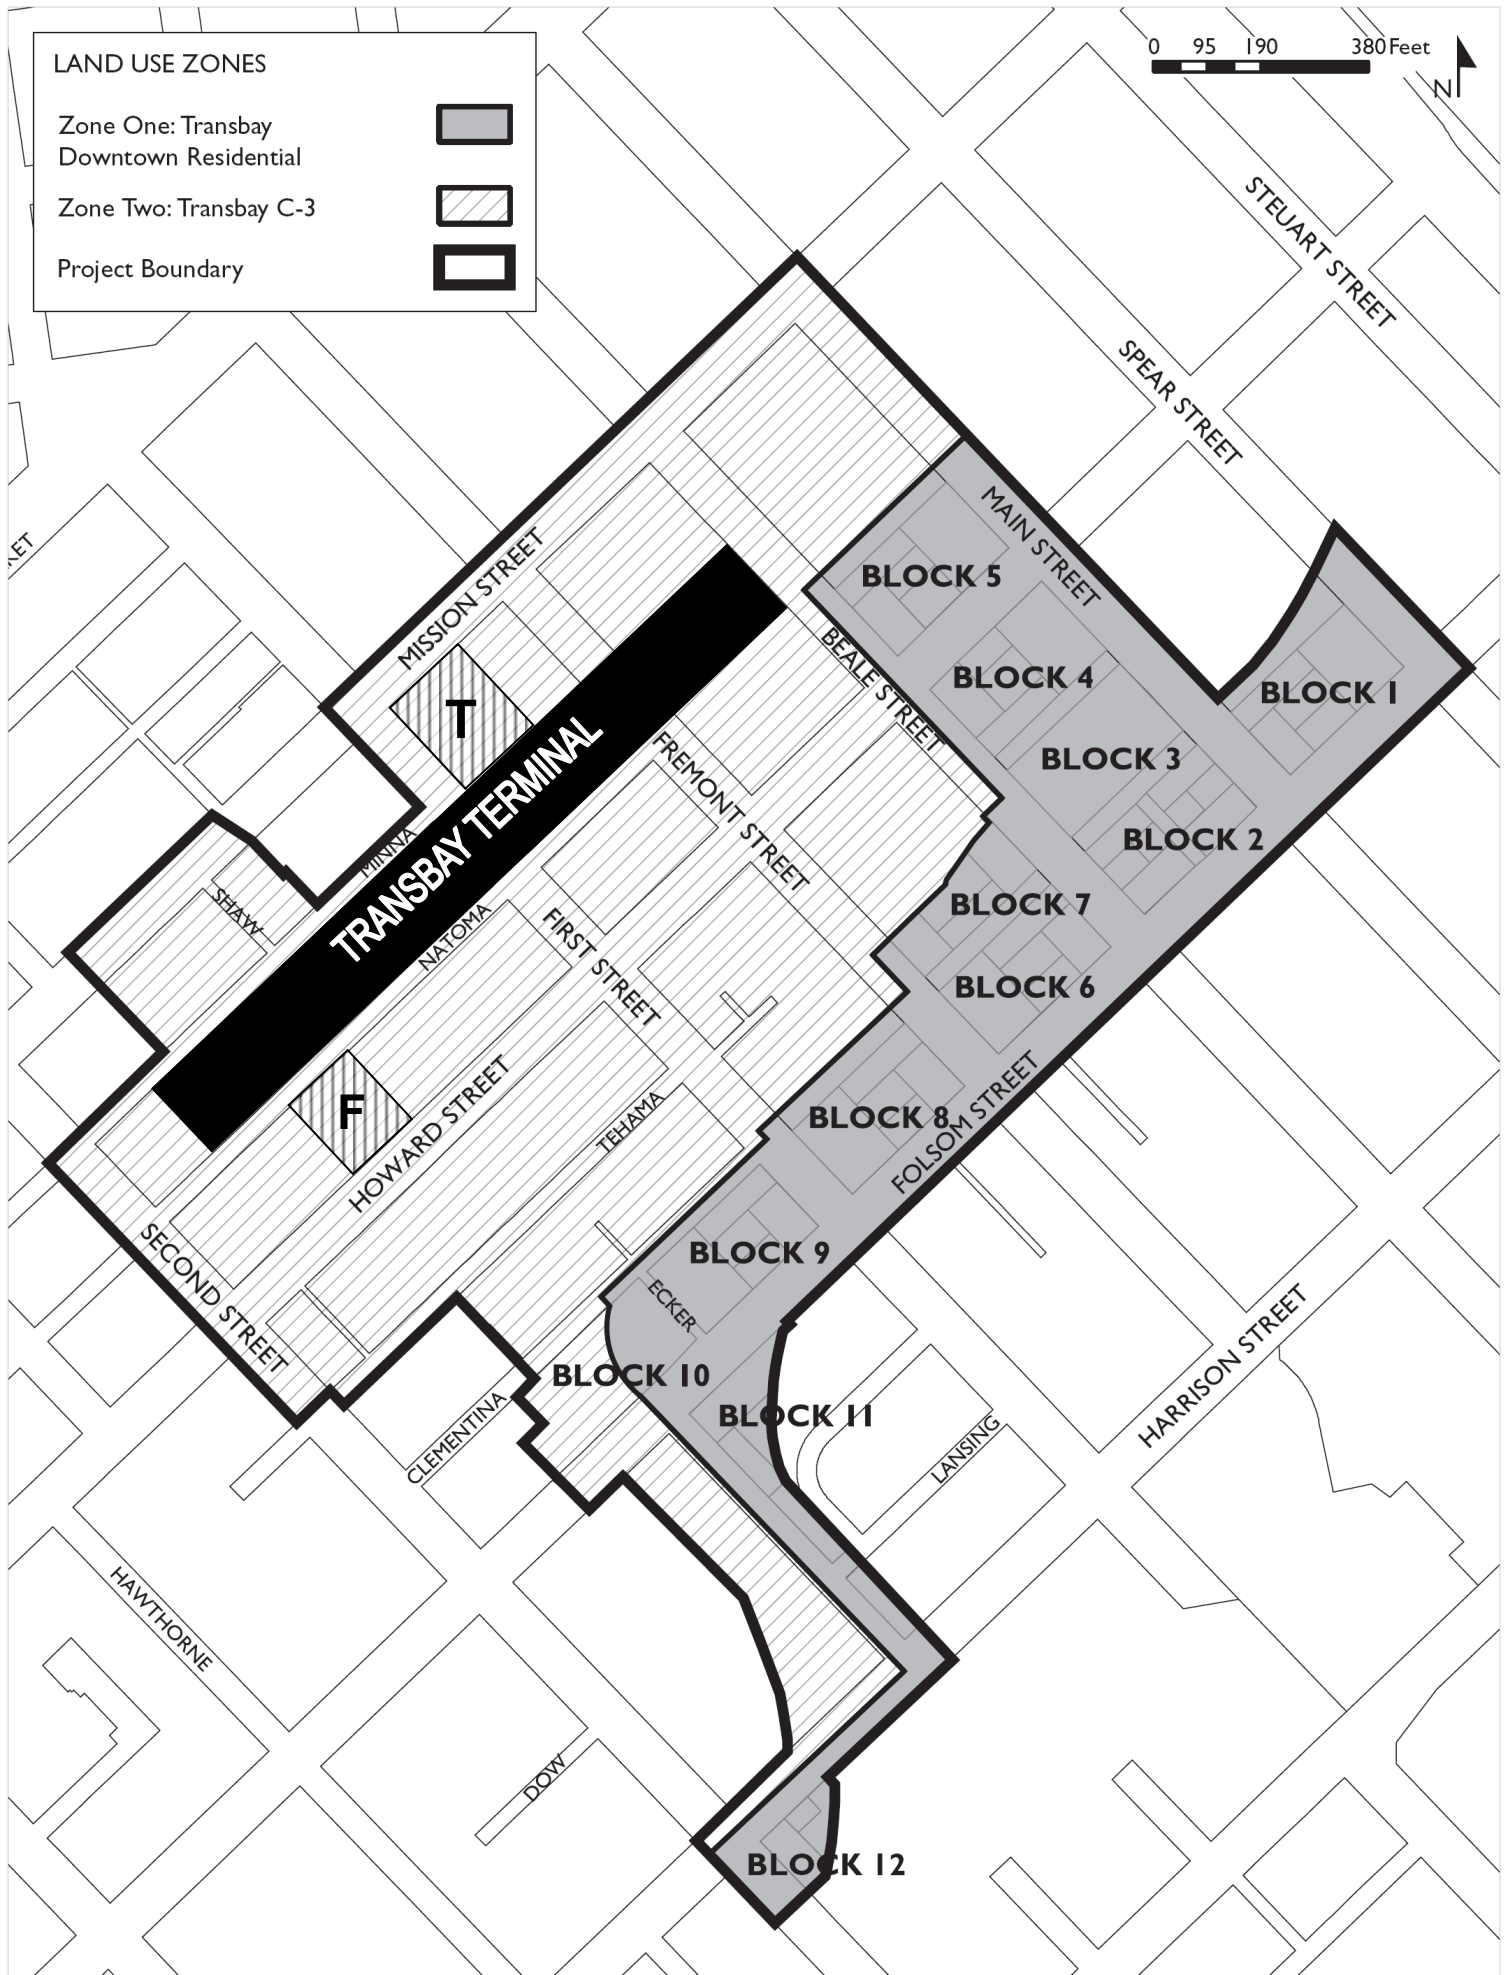 LAND USE ZONES
Zone One: Transbay
Downtown Residential
Zone Two: Transbay C-3
Project Boundary
0 95 190 380 Feet
N
STEUART STREET
SPEAR STREET
MAIN STREET
MISSION STREET
BLOCK 5
BEALE STREET
BLOCK 4
BLOCK 1
T
BLOCK 3
TRANSBAY TERMINAL
FREMONT STREET
BLOCK 2
MINNA
SHAW
NATOMA
FIRST STREET
BLOCK 7
BLOCK 6
F
HOWARD STREET
TEHAMA
BLOCK 8
FOLSOM STREET
SECOND STREET
BLOCK 9
ECKER
HARRISON STREET
BLOCK 10
BLOCK 11
CLEMENTINA
LANSING
HAWTHORNE
DOW
BLOCK 12